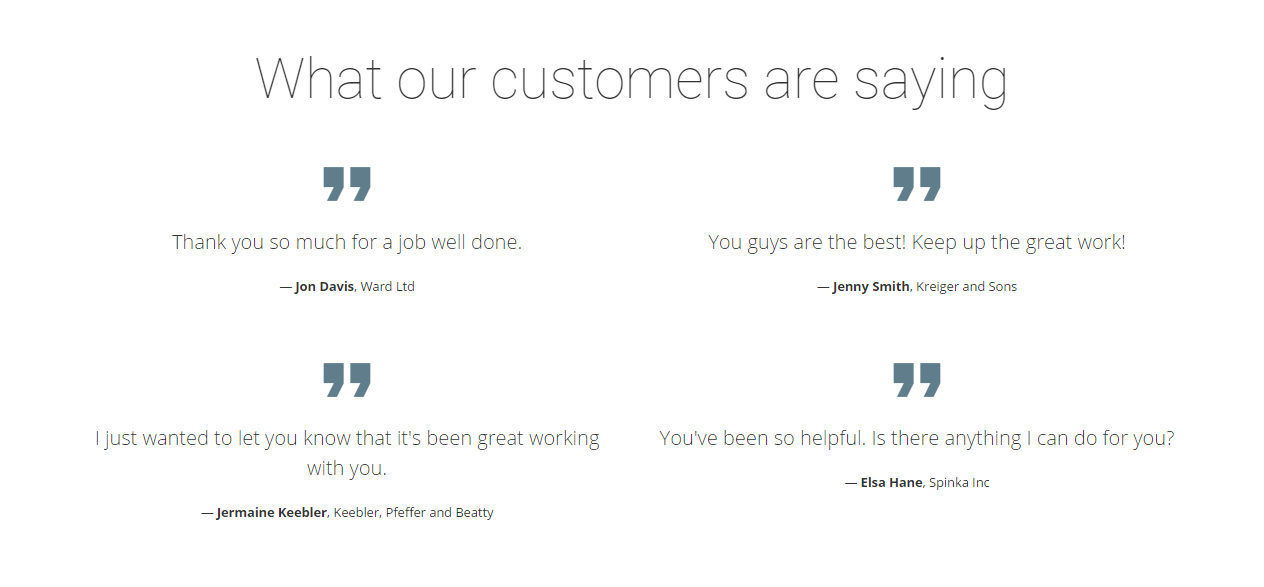 What our customers are saying
Thank you so much for a job well done.
— Jon Davis, Ward Ltd
You guys are the best! Keep up the great work!
— Jenny Smith, Kreiger and Sons
I just wanted to let you know that it's been great working
with you.
— Jermaine Keebler, Keebler, Pfeffer and Beatty
You've been so helpful. Is there anything I can do for you?
— Elsa Hane, Spinka Inc